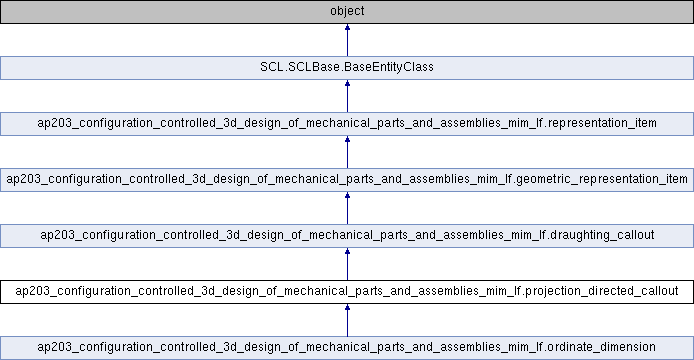 object
SCL.SCLBase.BaseEntityClass
ap203_configuration_controlled_3d_design_of_mechanical_parts_and_assemblies_mim_lf.representation_item
ap203_configuration_controlled_3d_design_of_mechanical_parts_and_assemblies_mim_lf.geometric_representation_item
ap203_configuration_controlled_3d_design_of_mechanical_parts_and_assemblies_mim_lf.draughting_callout
ap203_configuration_controlled_3d_design_of_mechanical_parts_and_assemblies_mim_lf.projection_directed_callout
ap203_configuration_controlled_3d_design_of_mechanical_parts_and_assemblies_mim_lf.ordinate_dimension